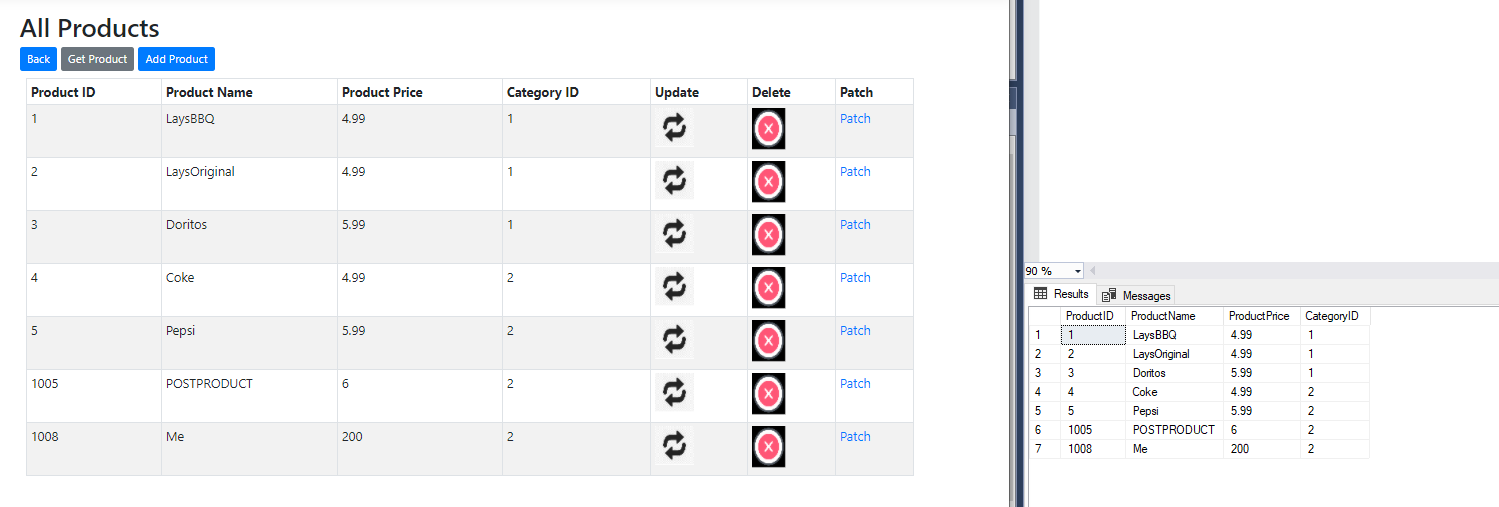 All Products
Back Get Product Add Product
Product ID Product Name Product Price Category ID Update Delete Patch
1 LaysBBQ 4.99 1 X Patch
2 LaysOriginal 4.99 1 X Patch
3 Doritos 5.99 1 X Patch
4 Coke 4.99 2 X Patch
5 Pepsi 5.99 2 X Patch
1005 POSTPRODUCT 6 2 X Patch
1008 Me 200 2 X Patch
90 %
Results Messages
ProductID ProductName ProductPrice CategoryID
1 1 LaysBBQ 4.99 1
2 2 LaysOriginal 4.99 1
3 3 Doritos 5.99 1
4 4 Coke 4.99 2
5 5 Pepsi 5.99 2
6 1005 POSTPRODUCT 6 2
7 1008 Me 200 2